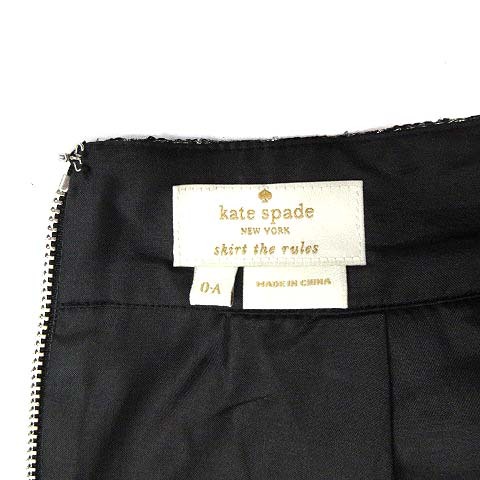 kate spade
NEW YORK
skirt the rules
0-A
MADE IN CHINA